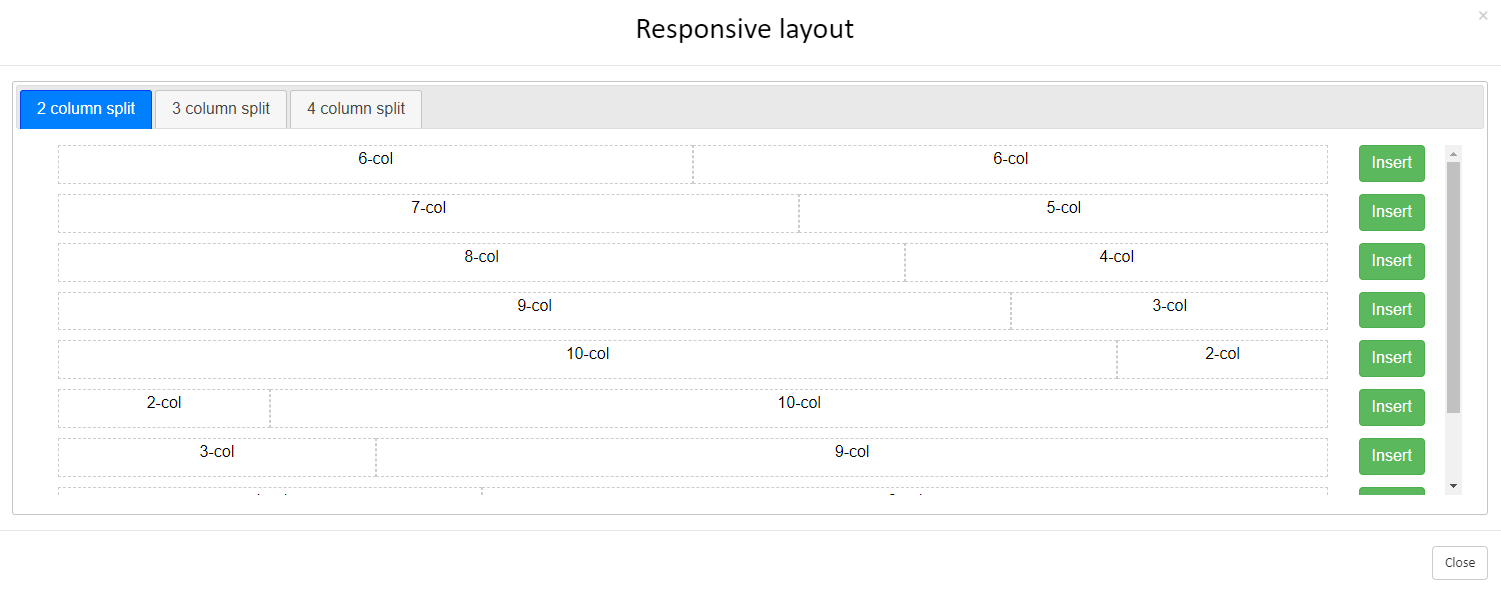 Responsive layout
×
2 column split 3 column split 4 column split
6-col 6-col Insert
7-col 5-col Insert
8-col 4-col Insert
9-col 3-col Insert
10-col 2-col Insert
2-col 10-col Insert
3-col 9-col Insert
Close